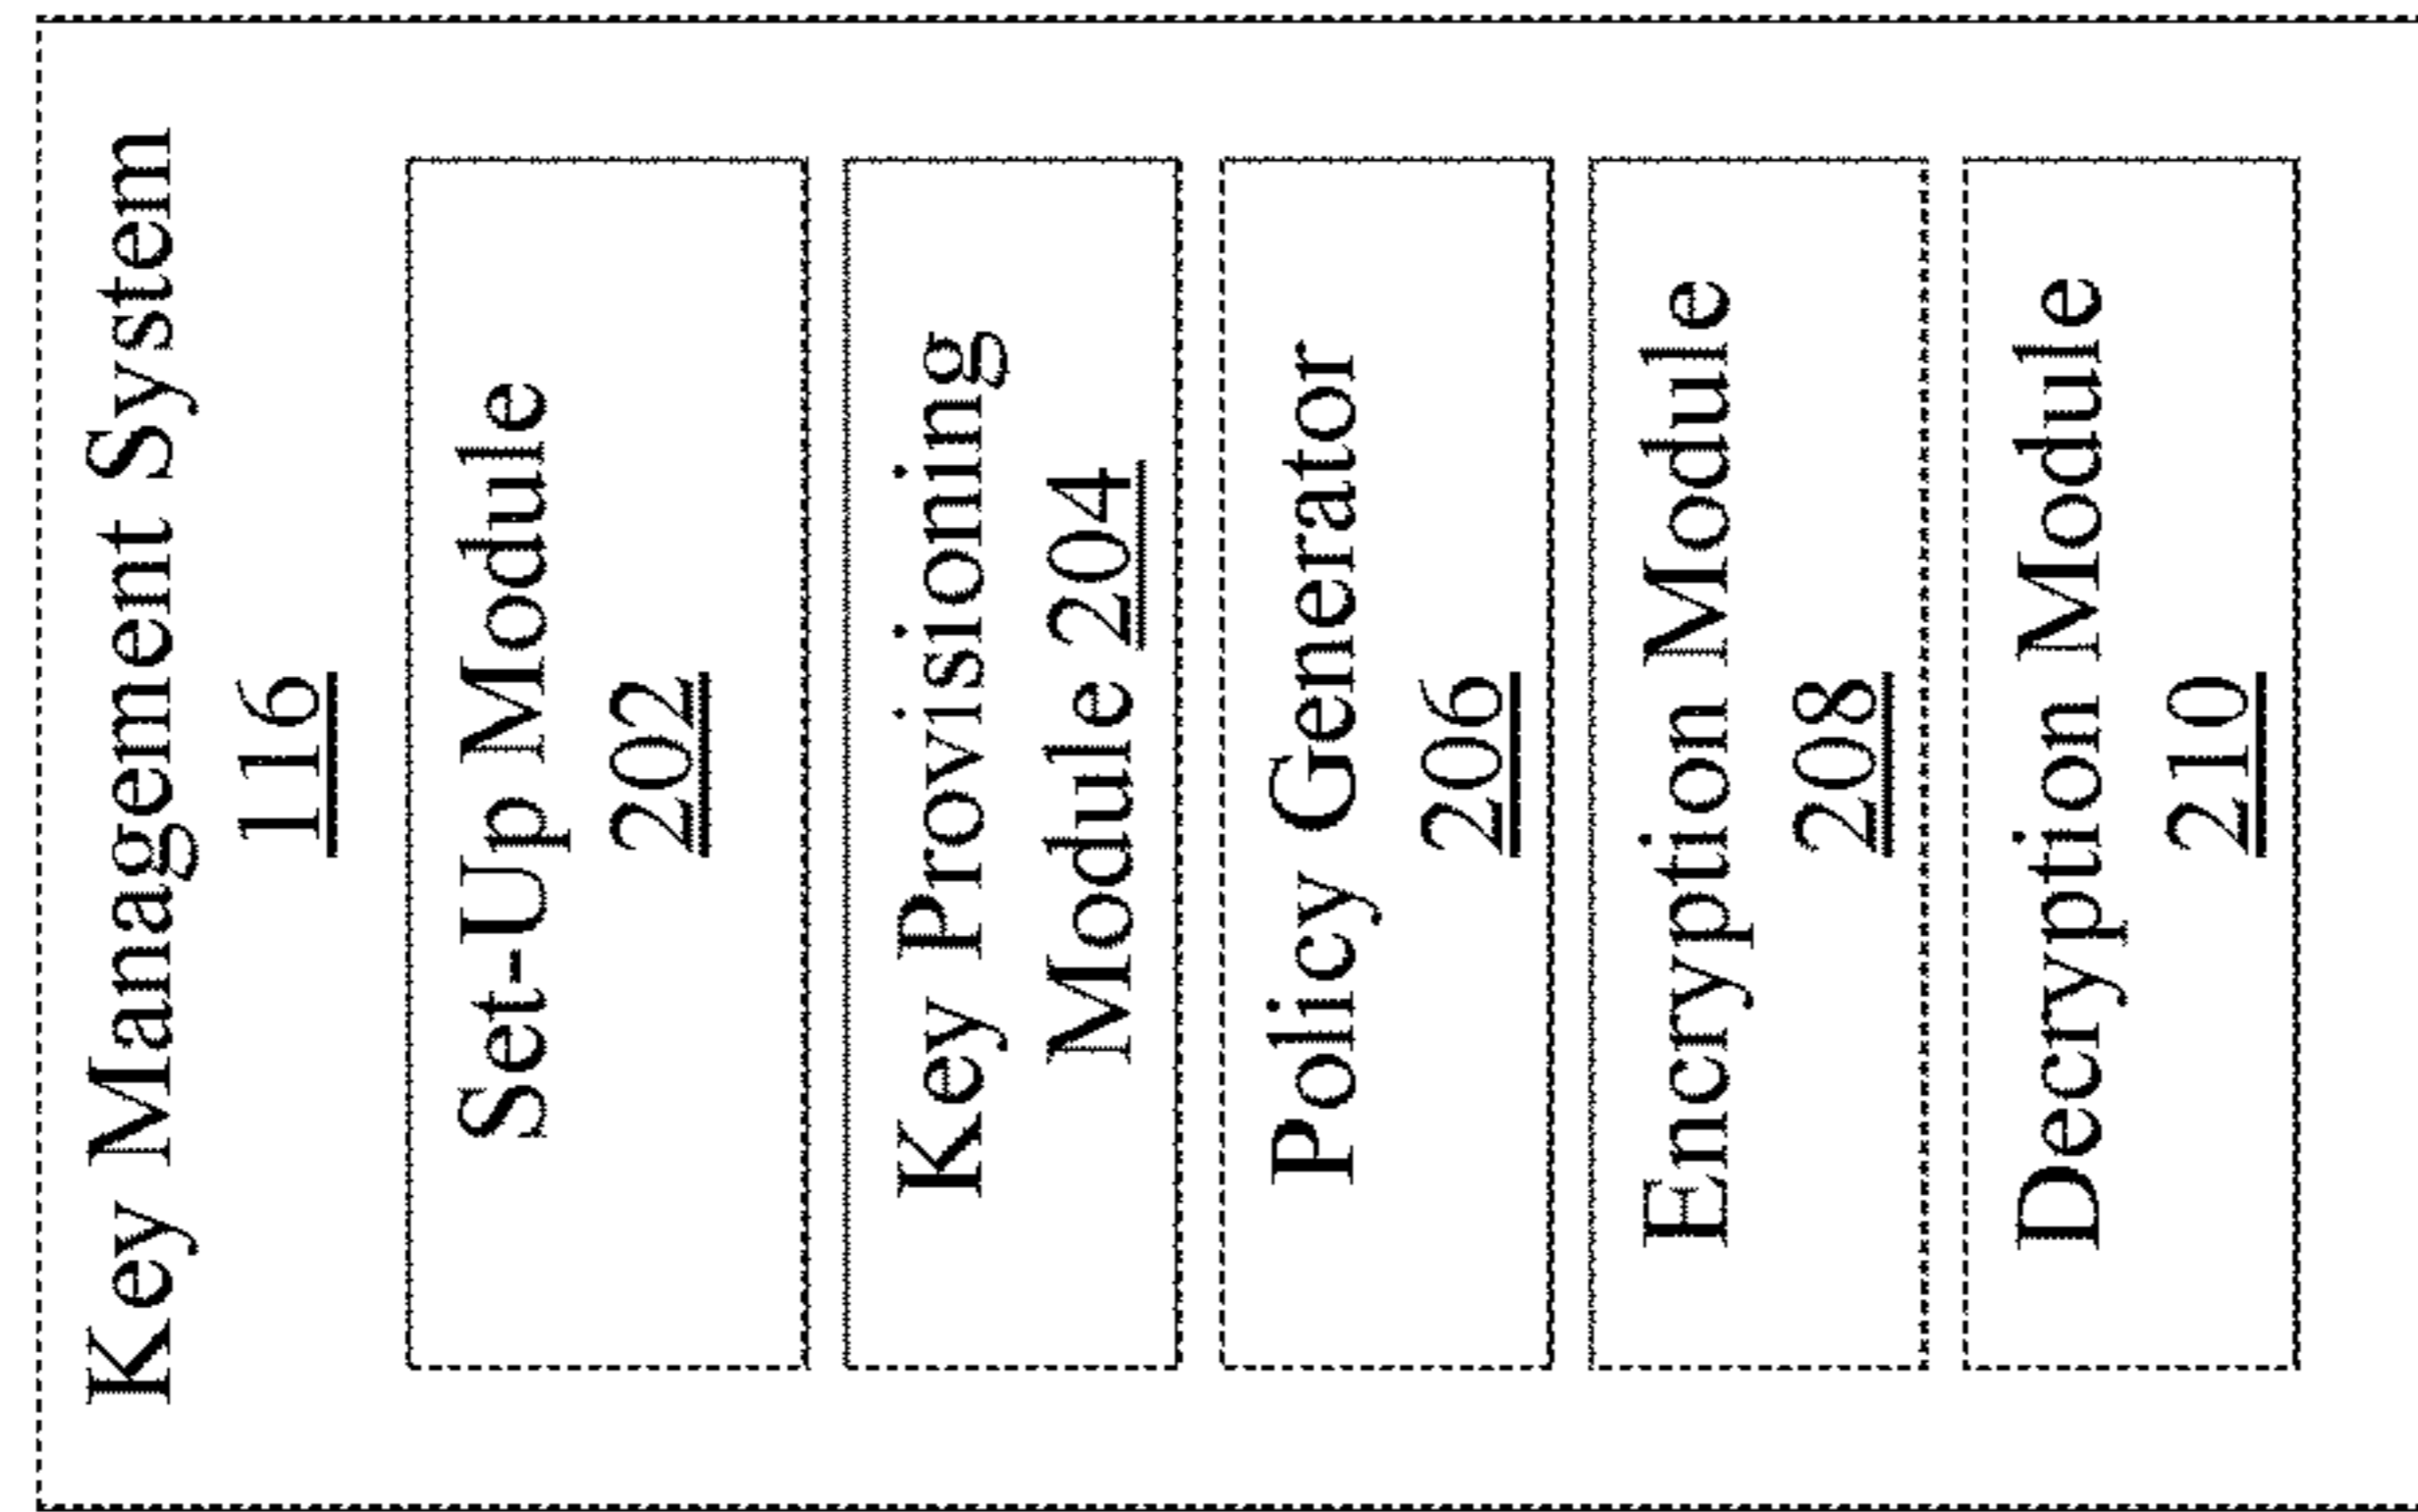 Key Management System
116
Set-Up Module
202
Key Provisioning
Module 204
Policy Generator
206
Encryption Module
208
Decryption Module
210